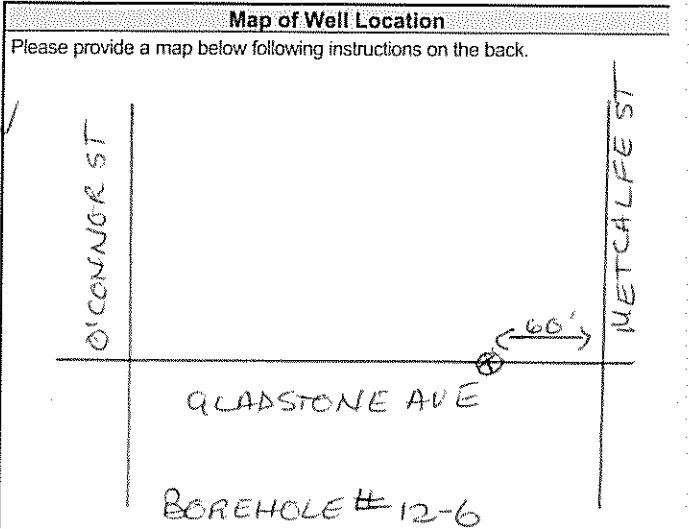 Map of Well Location
Please provide a map below following instructions on the back.
O'CONNOR ST
METCALFE ST
60'
GLADSTONE AVE
BOREHOLE # 12-6